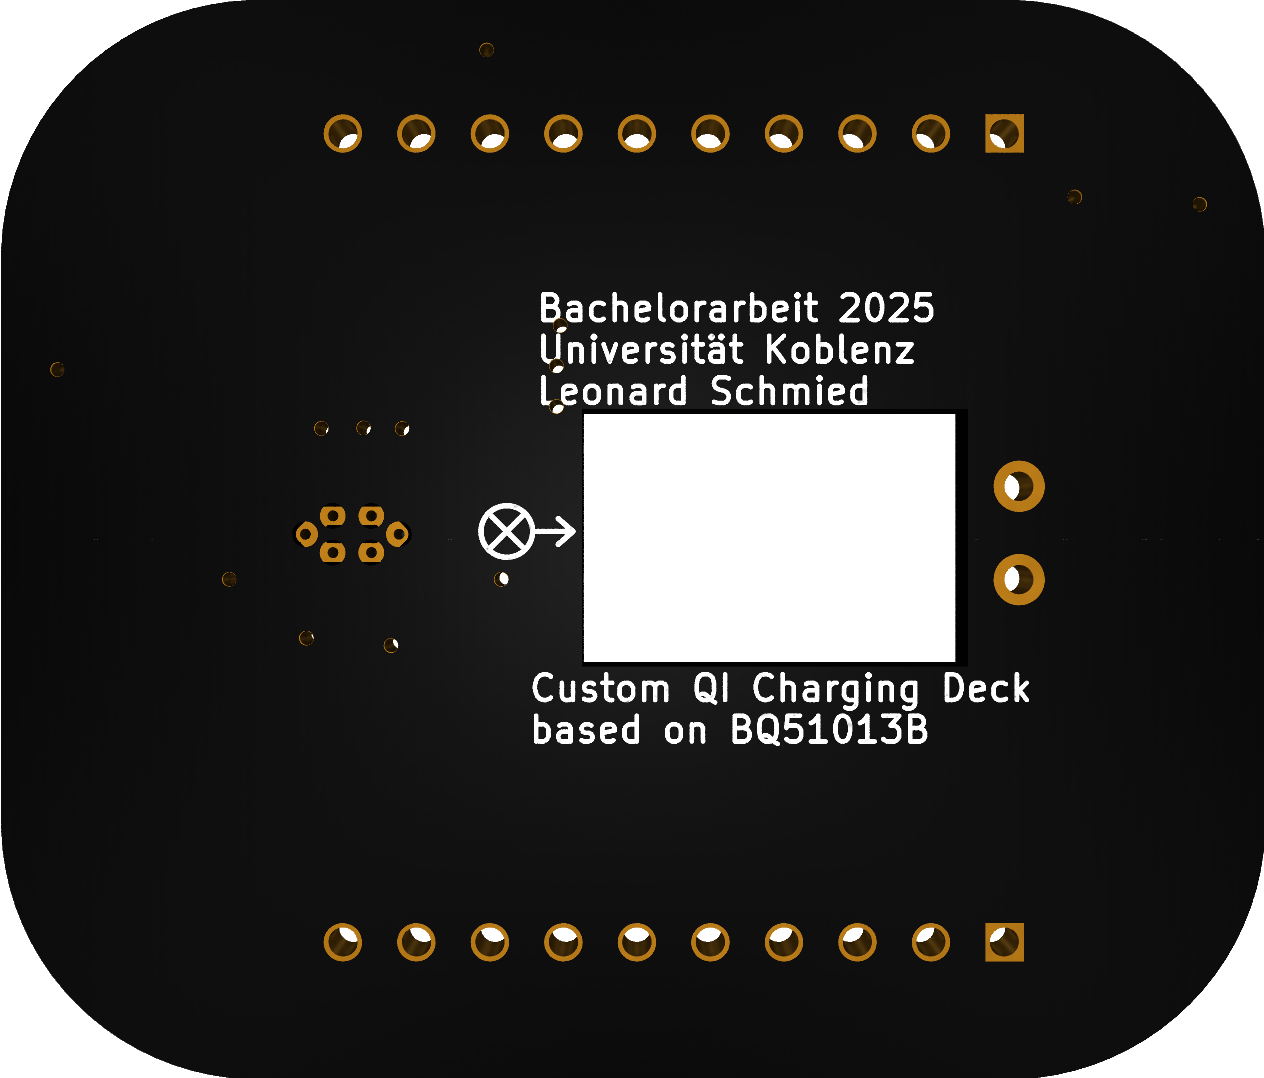 Bachelorarbeit 2025
Universität Koblenz
Leonard Schmied
Custom QI Charging Deck
based on BQ51013B